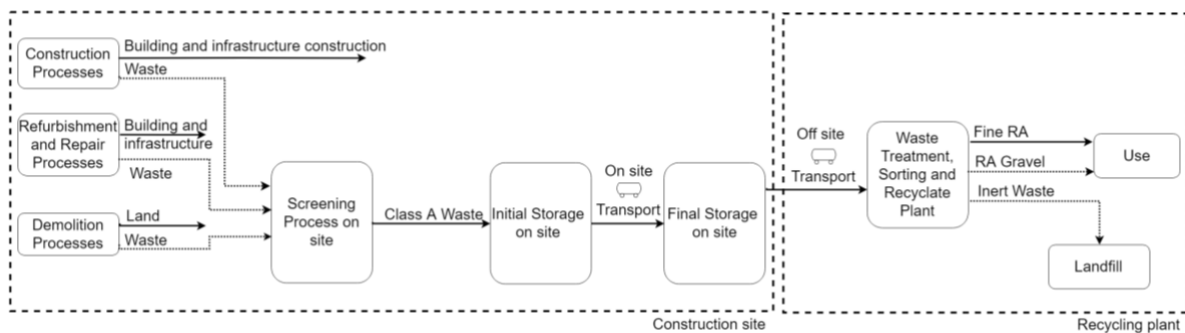 Construction
Processes
Building and infrastructure construction
Waste
Refurbishment
and Repair
Processes
Building and
infrastructure
Waste
Demolition
Processes
Land
Waste
Screening
Process on
site
Class A Waste
Initial Storage
on site
On site
Transport
Final Storage
on site
Construction site
Off site
Transport
Waste
Treatment,
Sorting and
Recyclate
Plant
Fine RA
RA Gravel
Inert Waste
Use
Landfill
Recycling plant